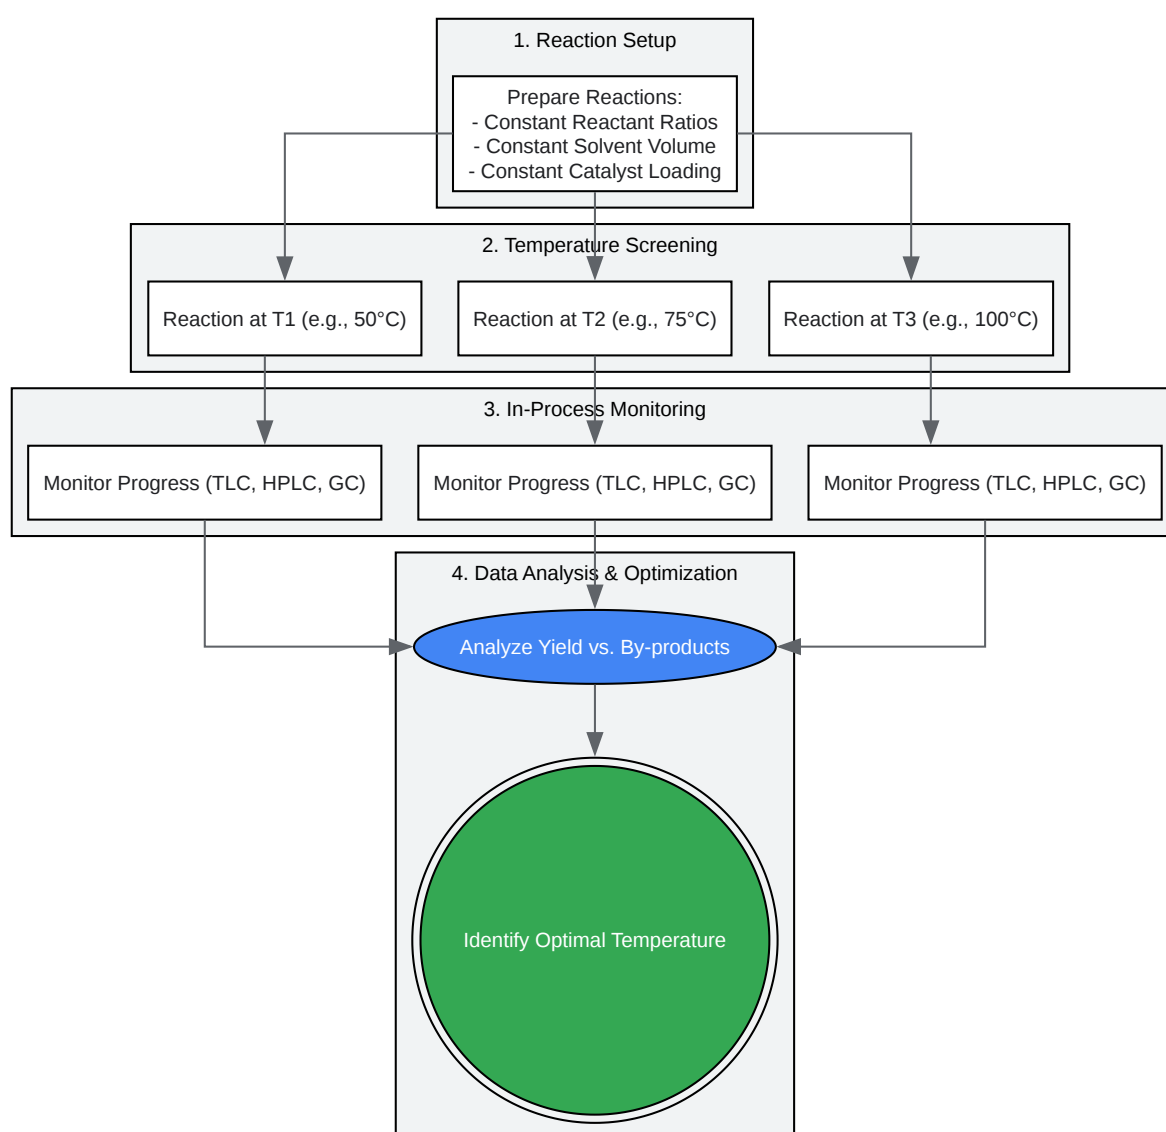 1. Reaction Setup
Prepare Reactions:
- Constant Reactant Ratios
- Constant Solvent Volume
- Constant Catalyst Loading
2. Temperature Screening
Reaction at T1 (e.g., 50°C)
Reaction at T2 (e.g., 75°C)
Reaction at T3 (e.g., 100°C)
3. In-Process Monitoring
Monitor Progress (TLC, HPLC, GC)
Monitor Progress (TLC, HPLC, GC)
Monitor Progress (TLC, HPLC, GC)
4. Data Analysis & Optimization
Analyze Yield vs. By-products
Identify Optimal Temperature